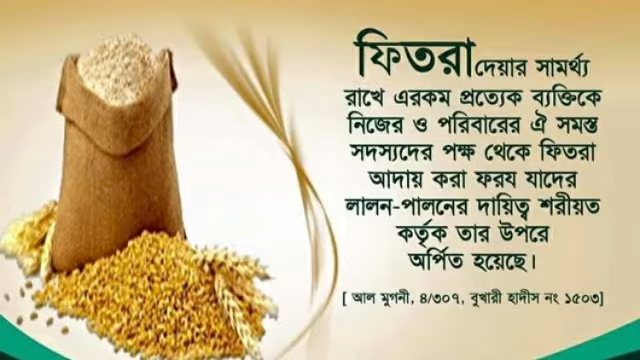 ফিতরা দেয়ার সামর্থ্য
রাখে এরকম প্রত্যেক ব্যক্তিকে
নিজের ও পরিবারের ঐ সমস্ত
সদস্যদের পক্ষ থেকে ফিতরা
আদায় করা ফরয যাদের
লালন-পালনের দায়িত্ব শরীয়ত
কর্তৃক তার উপরে
অর্পিত হয়েছে।
[ আল মুগনী, ৪/৩০৭, বুখারী হাদীস নং ১৫০৩]